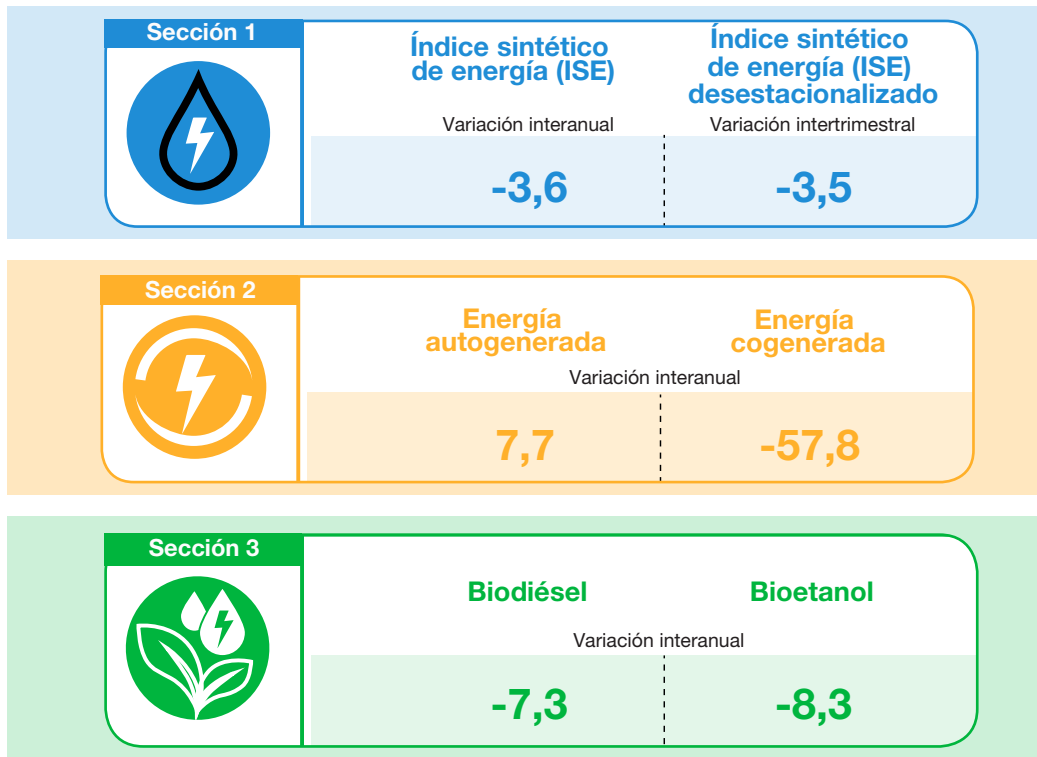 Sección 1
Índice sintético
de energía (ISE)
Variación interanual
-3,6
Índice sintético
de energía (ISE)
desestacionalizado
Variación intertrimestral
-3,5
Sección 2
Energía
autogenerada
Energía
cogenerada
Variación interanual
7,7
-57,8
Sección 3
Biodiésel
Bioetanol
Variación interanual
-7,3
-8,3